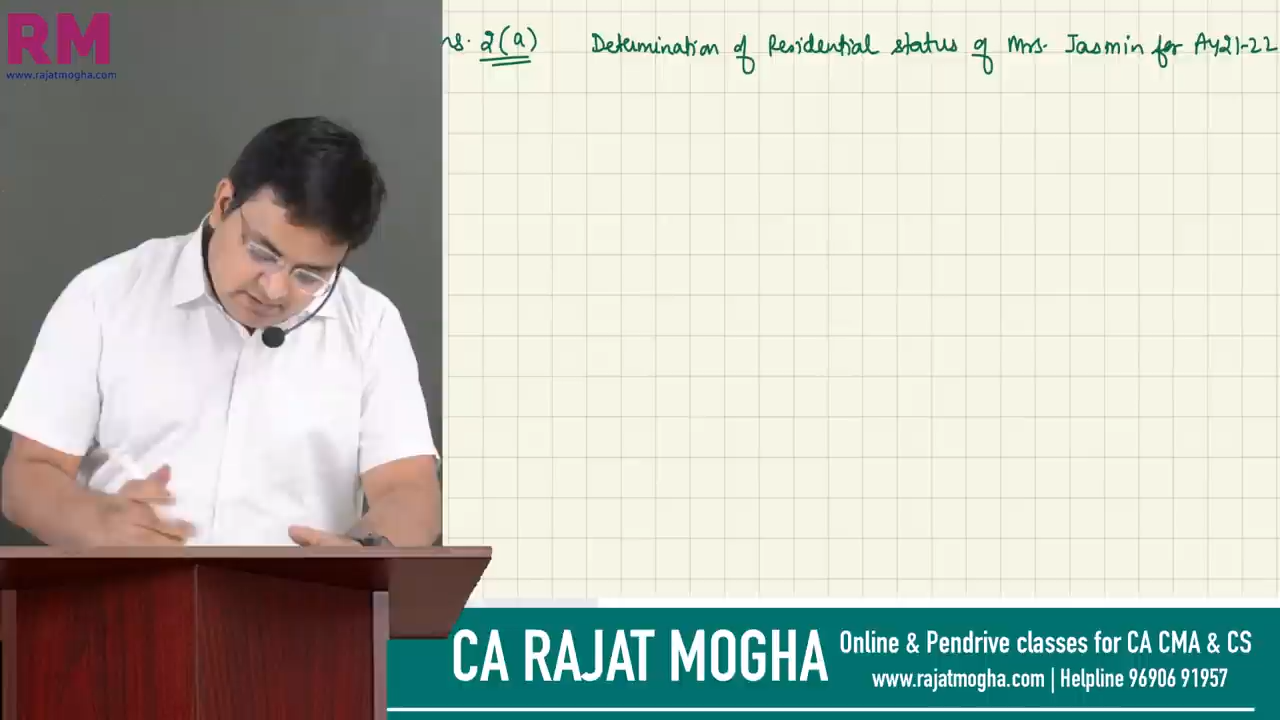 RM
www.rajatmogha.com
ns. 2(a) Determination of Residential status of Mrs. Jasmin for Ay21-22
CA RAJAT MOGHA
Online & Pendrive classes for CA CMA & CS
www.rajatmogha.com | Helpline 96906 91957